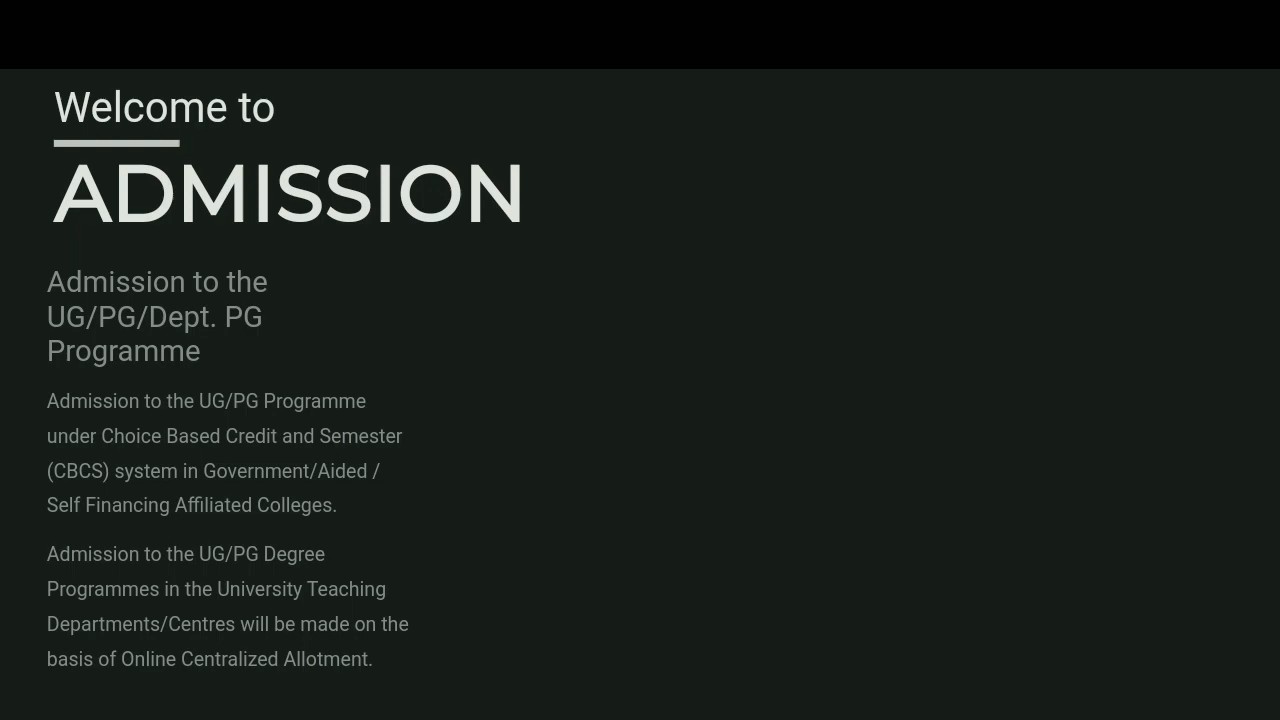 Welcome to
ADMISSION
Admission to the
UG/PG/Dept. PG
Programme
Admission to the UG/PG Programme
under Choice Based Credit and Semester
(CBCS) system in Government/Aided /
Self Financing Affiliated Colleges.
Admission to the UG/PG Degree
Programmes in the University Teaching
Departments/Centres will be made on the
basis of Online Centralized Allotment.